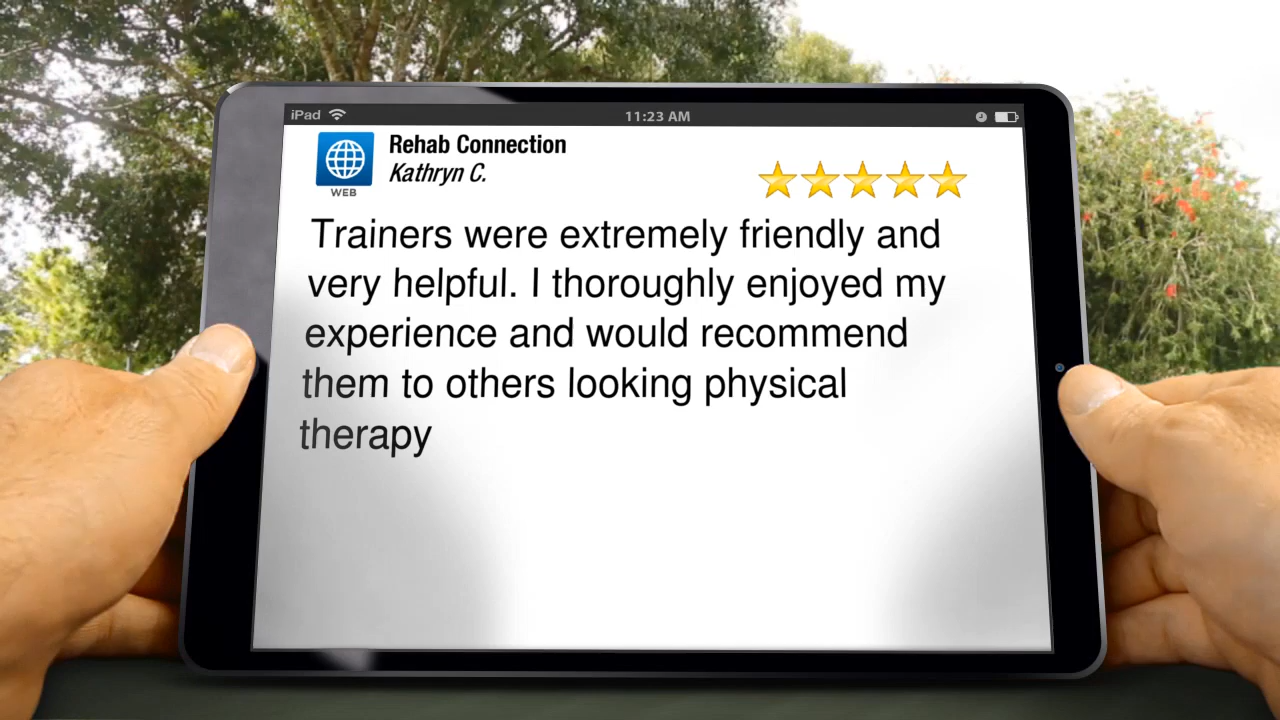 iPad
11:23 AM
Rehab Connection
Kathryn C.
WEB
Trainers were extremely friendly and
very helpful. I thoroughly enjoyed my
experience and would recommend
them to others looking physical
therapy